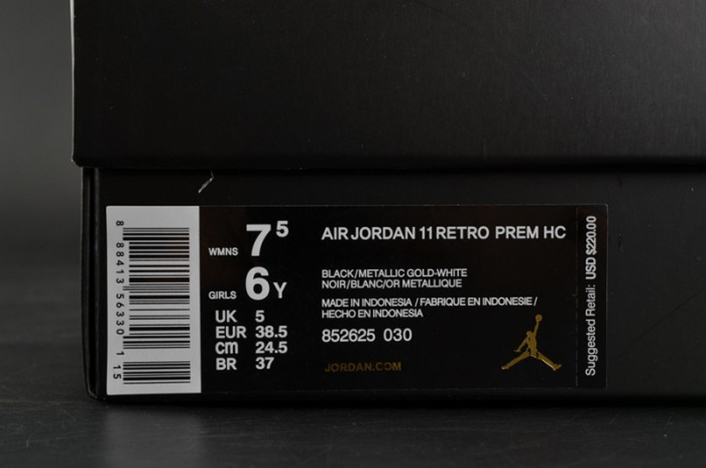 8 88413 56330 1 15
WMNS 7 5
GIRLS 6 Y
UK 5
EUR 38.5
cm 24.5
BR 37
AIR JORDAN 11 RETRO PREM HC
BLACK/METALLIC GOLD-WHITE
NOIR/BLANC/OR METALLIQUE
MADE IN INDONESIA / FABRIQUE EN INDONESIE /
HECHO EN INDONESIA
852625 030
JORDAN.COM
Suggested Retail: USD $220.00